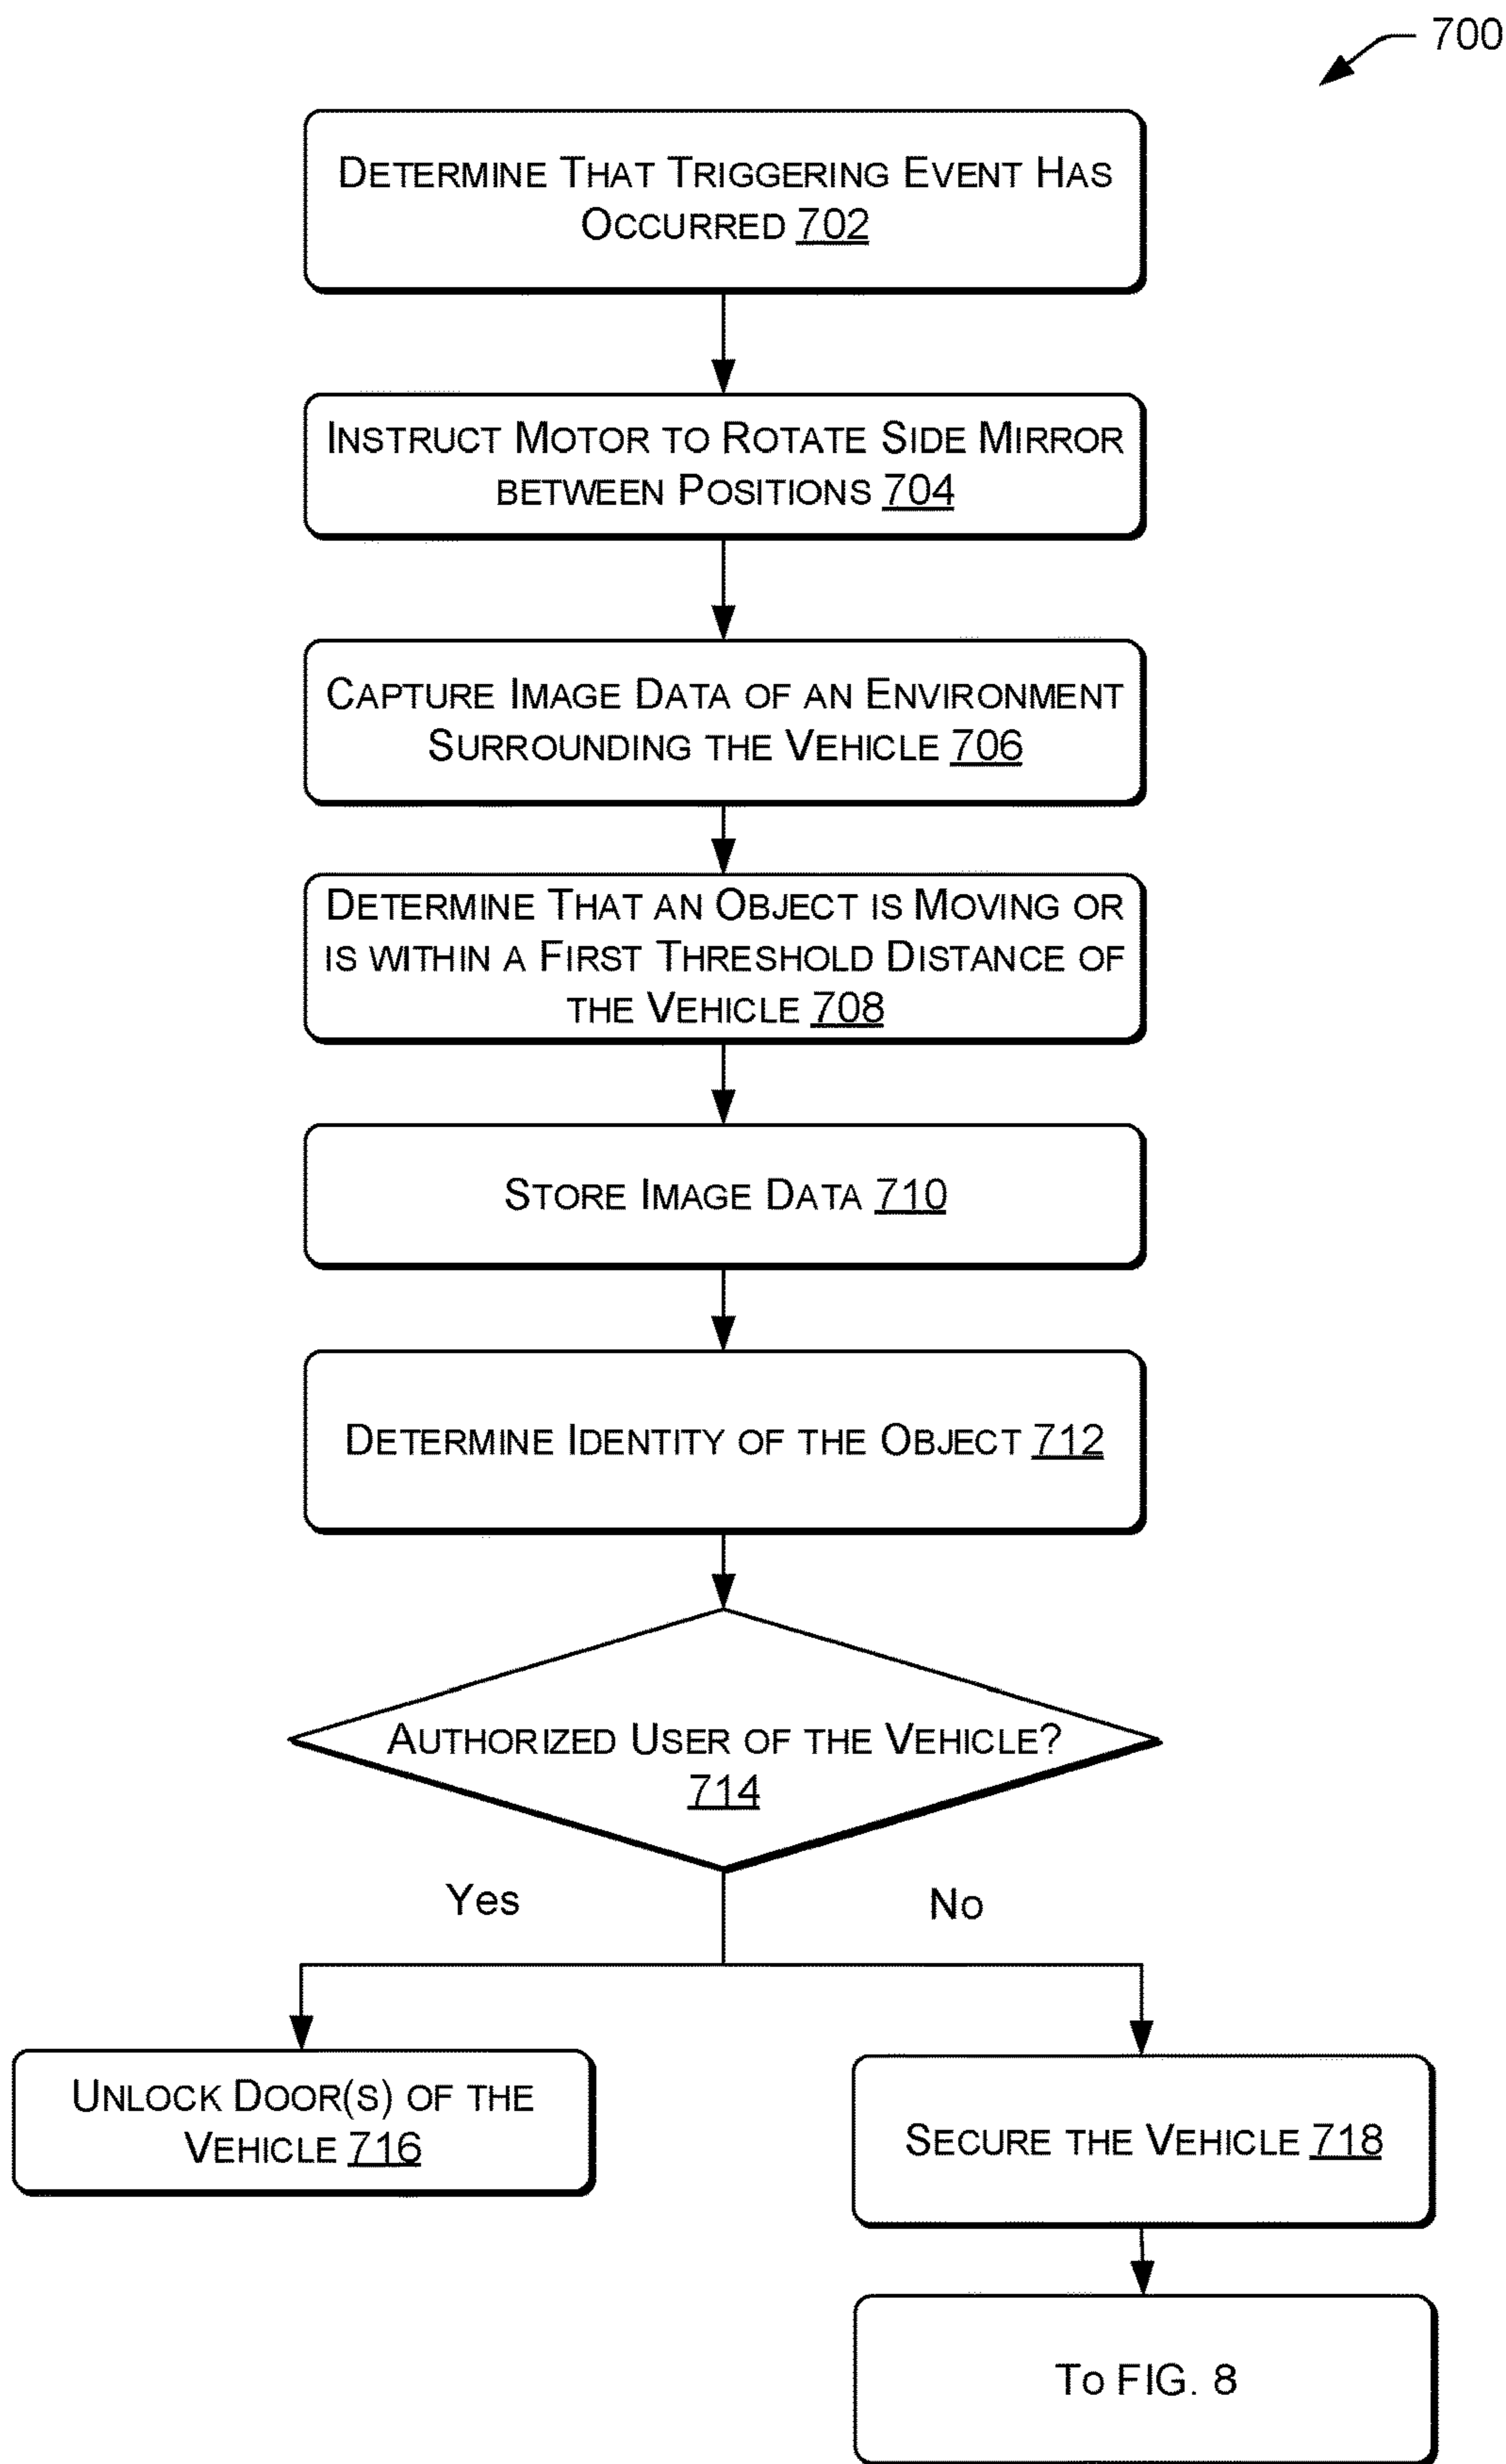 700
DETERMINE THAT TRIGGERING EVENT HAS
OCCURRED 702
INSTRUCT MOTOR TO ROTATE SIDE MIRROR
BETWEEN POSITIONS 704
CAPTURE IMAGE DATA OF AN ENVIRONMENT
SURROUNDING THE VEHICLE 706
DETERMINE THAT AN OBJECT IS MOVING OR
IS WITHIN A FIRST THRESHOLD DISTANCE OF
THE VEHICLE 708
STORE IMAGE DATA 710
DETERMINE IDENTITY OF THE OBJECT 712
AUTHORIZED USER OF THE VEHICLE?
714
Yes
No
UNLOCK DOOR(S) OF THE
VEHICLE 716
SECURE THE VEHICLE 718
TO FIG. 8